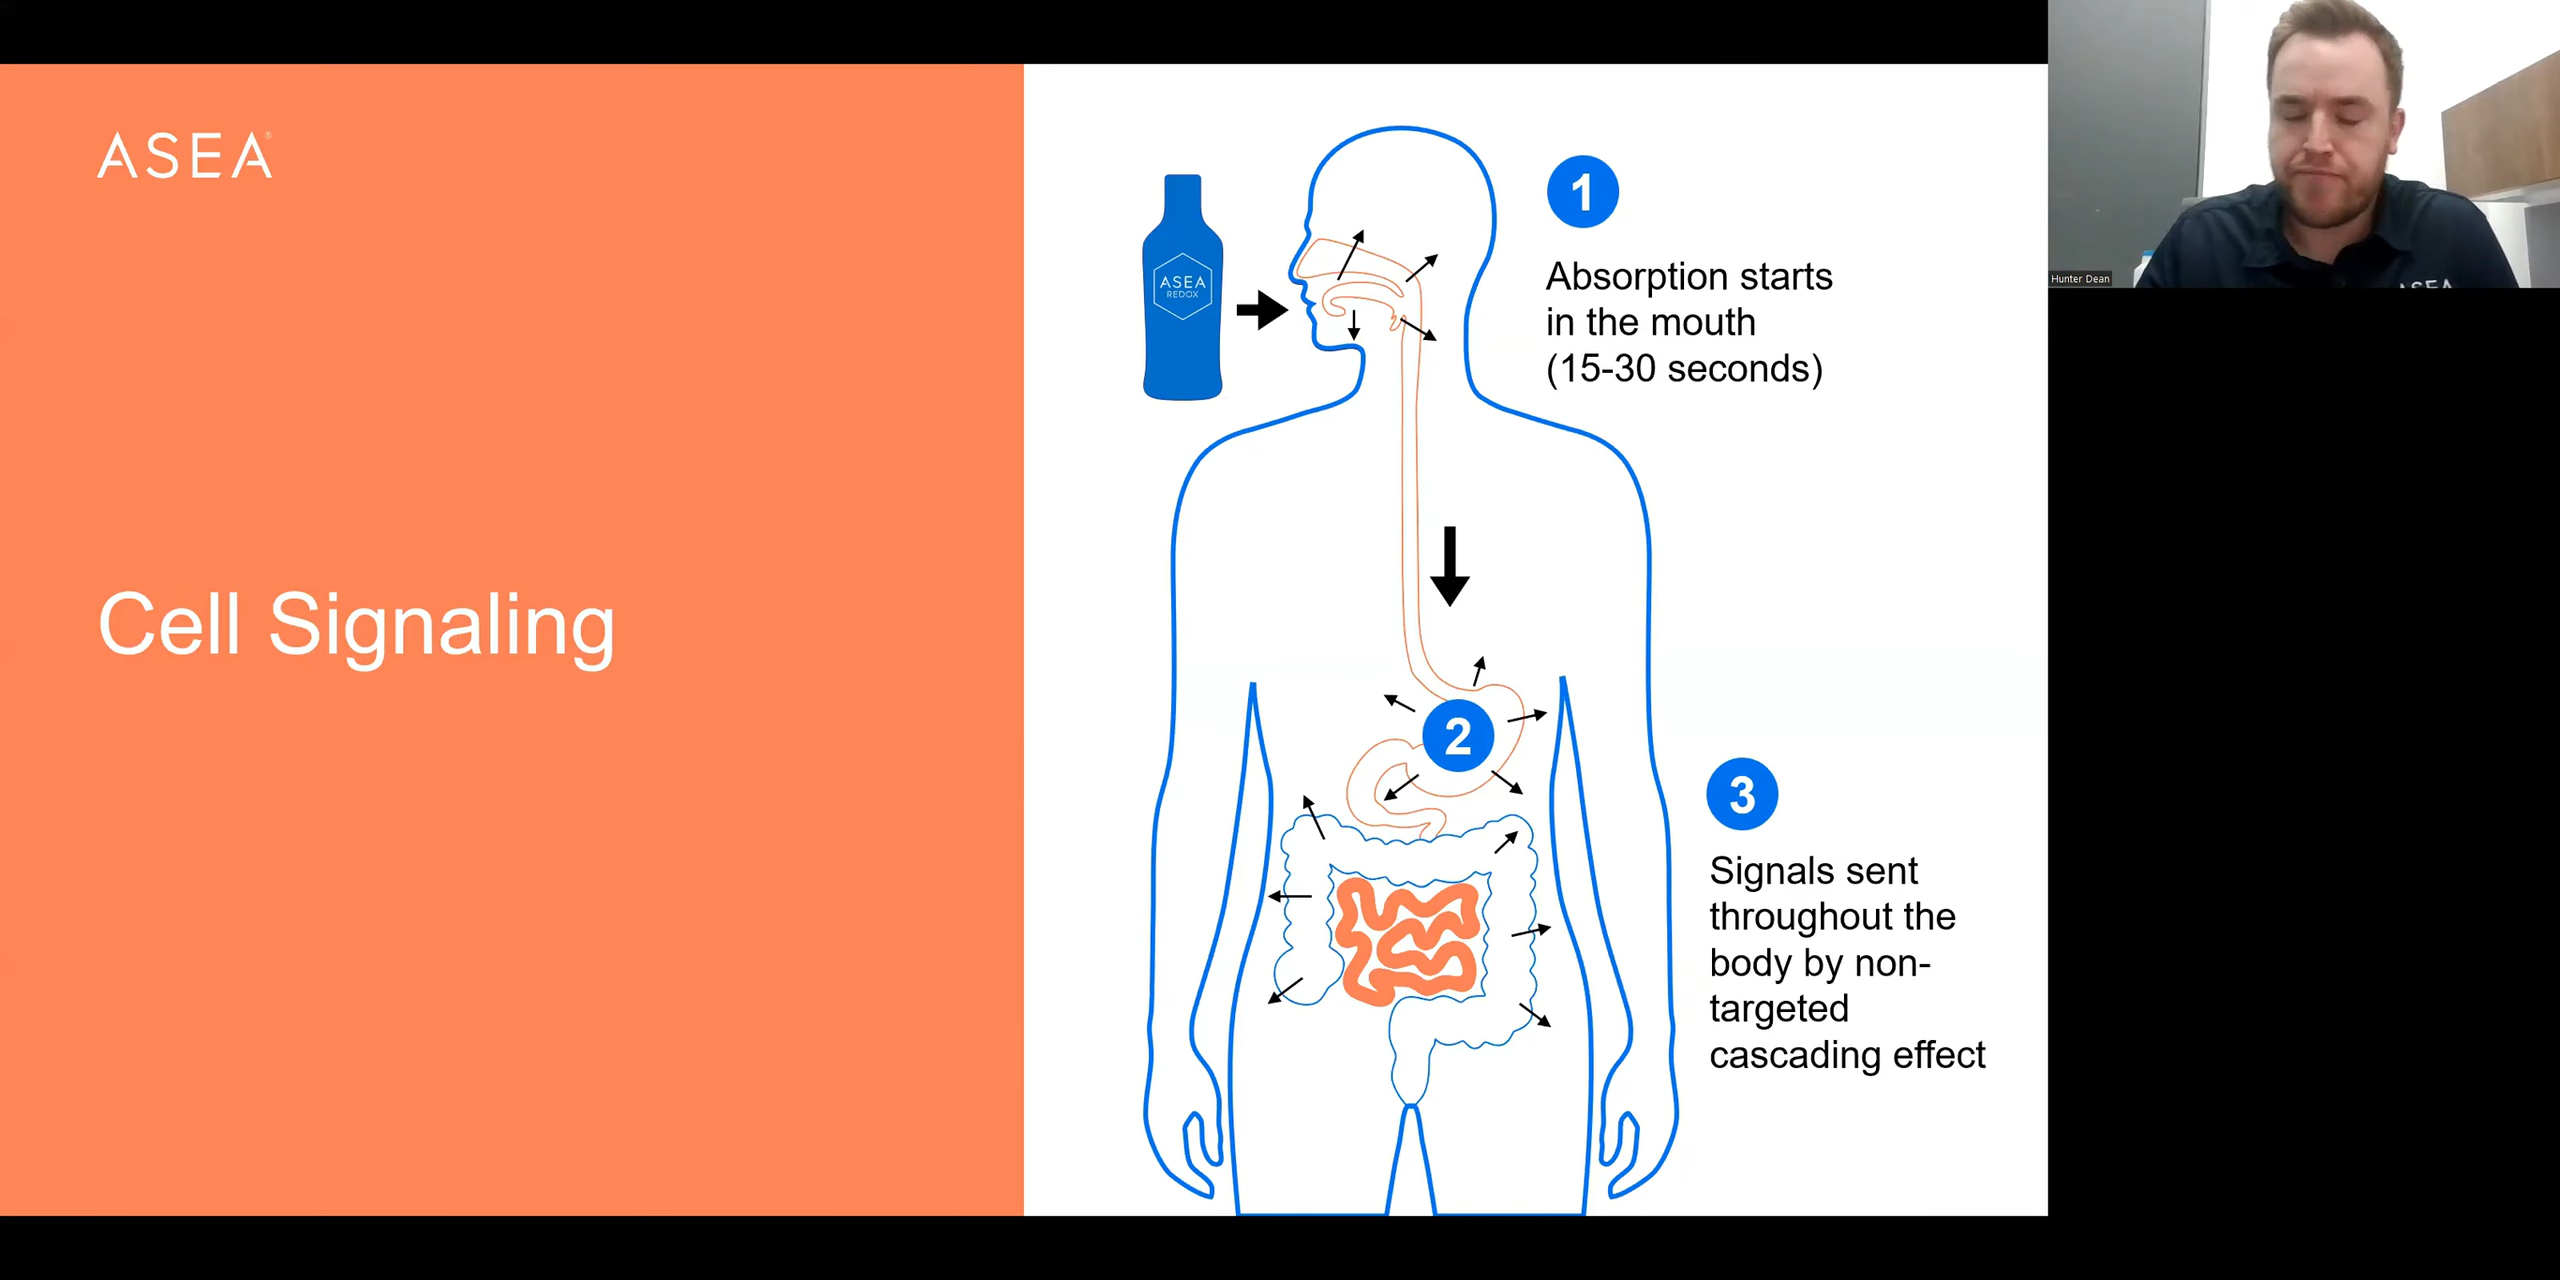 ASEA®
Cell Signaling
ASEA
REDOX
1
Absorption starts
in the mouth
(15-30 seconds)
2
3
Signals sent
throughout the
body by non-
targeted
cascading effect
Hunter Dean
ASEA